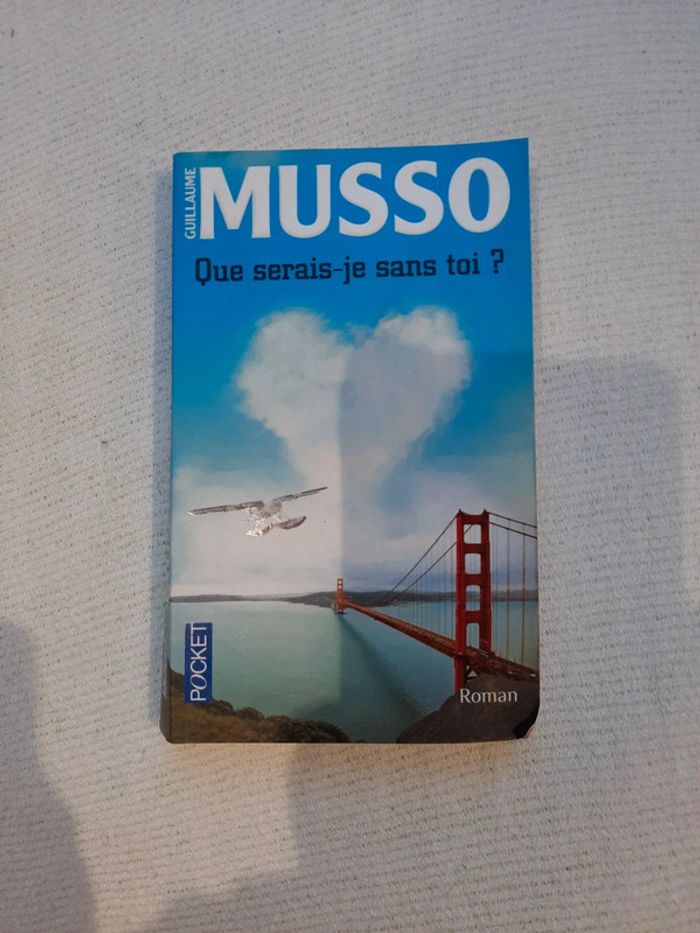 GUILLAUME
MUSSO
Que serais-je sans toi ?
POCKET
Roman